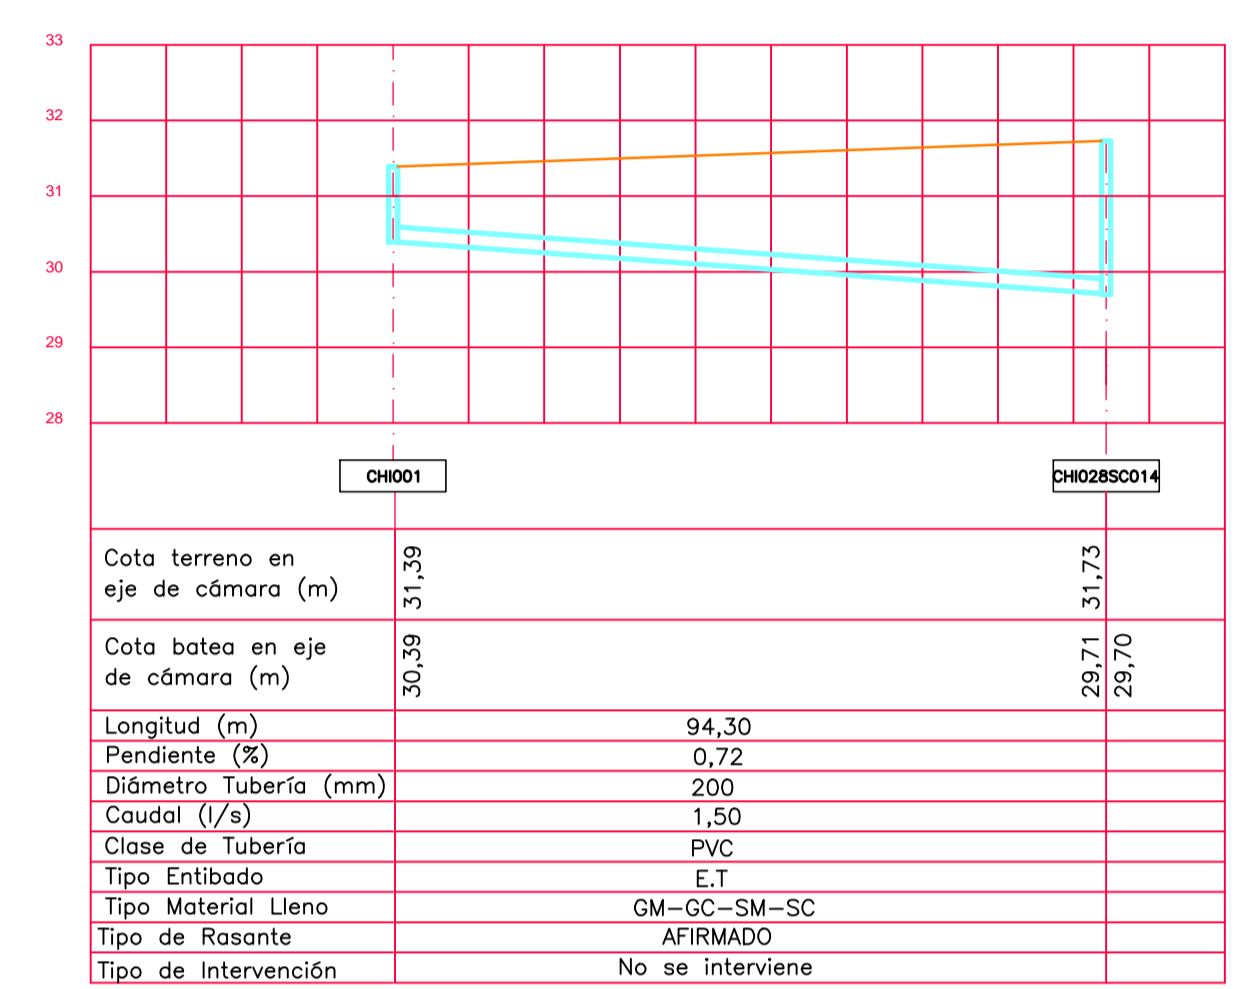 33
32
31
30
29
28
CHI001
CHI028SC014
Cota terreno en
eje de cámara (m)
31,39
31,73
Cota batea en eje
de cámara (m)
30,39
29,71
29,70
Longitud (m) 94,30
Pendiente (%) 0,72
Diámetro Tubería (mm) 200
Caudal (l/s) 1,50
Clase de Tubería PVC
Tipo Entibado E.T
Tipo Material Lleno GM-GC-SM-SC
Tipo de Rasante AFIRMADO
Tipo de Intervención No se interviene